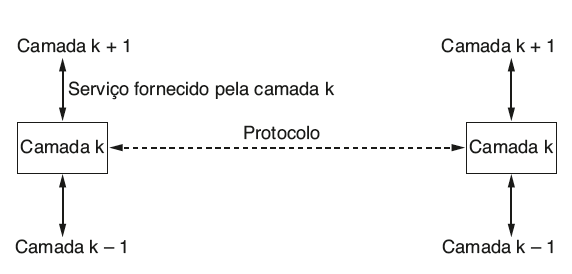 Camada k + 1 Camada k + 1
Serviço fornecido pela camada k
Protocolo
Camada k Camada k
Camada k – 1 Camada k – 1